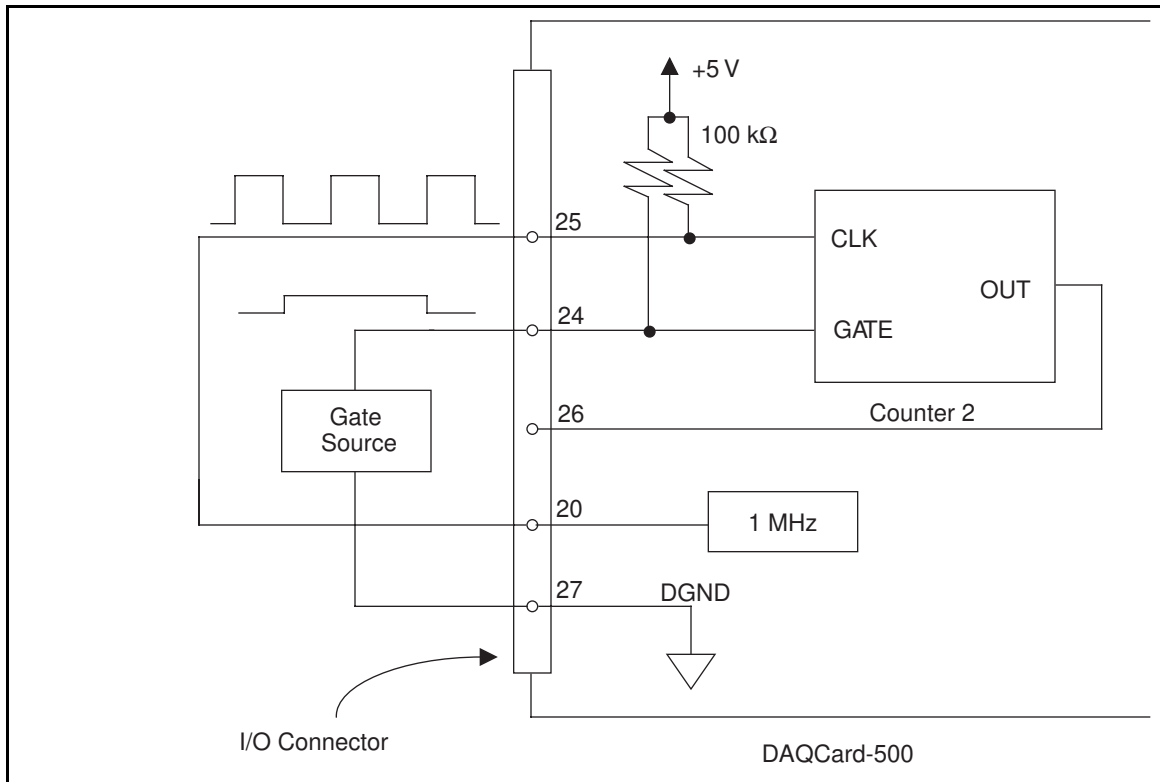 +5 V
100 kΩ
25
CLK
OUT
24
GATE
Gate
Source
26
Counter 2
20
1 MHz
27
DGND
I/O Connector
DAQCard-500